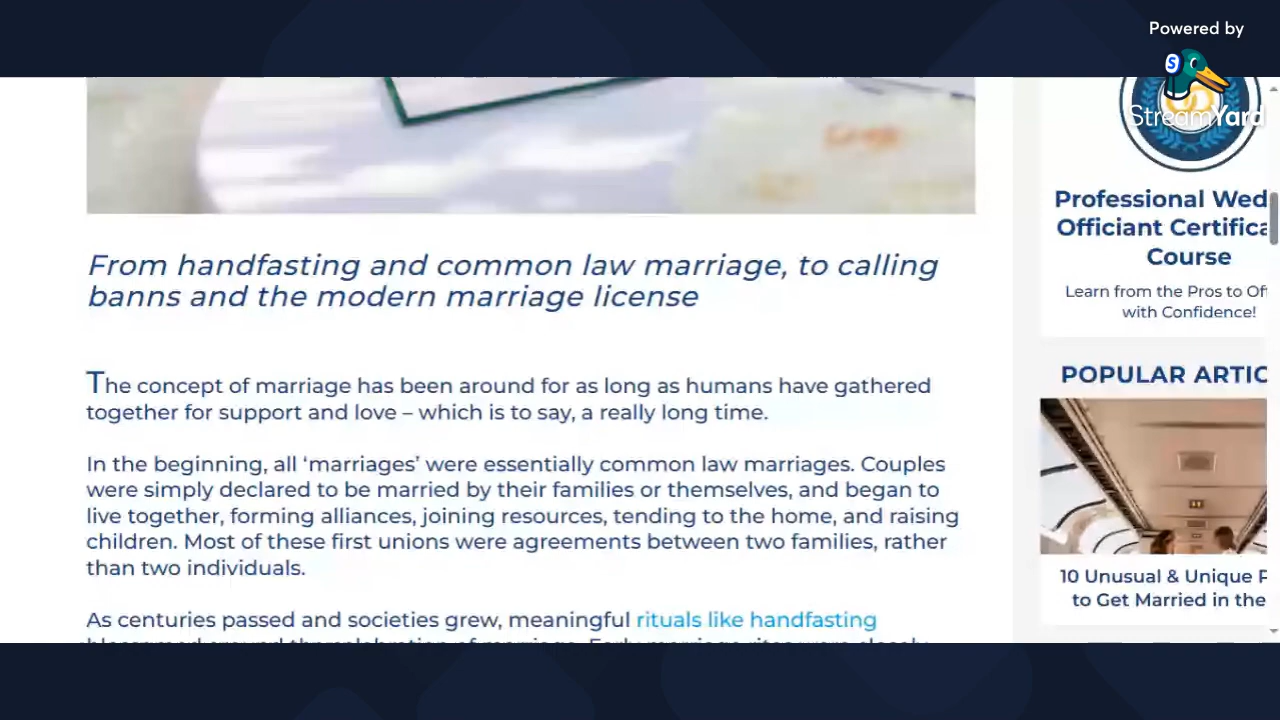 Powered by
StreamYard
From handfasting and common law marriage, to calling
banns and the modern marriage license
The concept of marriage has been around for as long as humans have gathered
together for support and love – which is to say, a really long time.
In the beginning, all ‘marriages’ were essentially common law marriages. Couples
were simply declared to be married by their families or themselves, and began to
live together, forming alliances, joining resources, tending to the home, and raising
children. Most of these first unions were agreements between two families, rather
than two individuals.
As centuries passed and societies grew, meaningful rituals like handfasting
Professional Wed
Officiant Certifica
Course
Learn from the Pros to Of
with Confidence!
POPULAR ARTIC
10 Unusual & Unique P
to Get Married in the